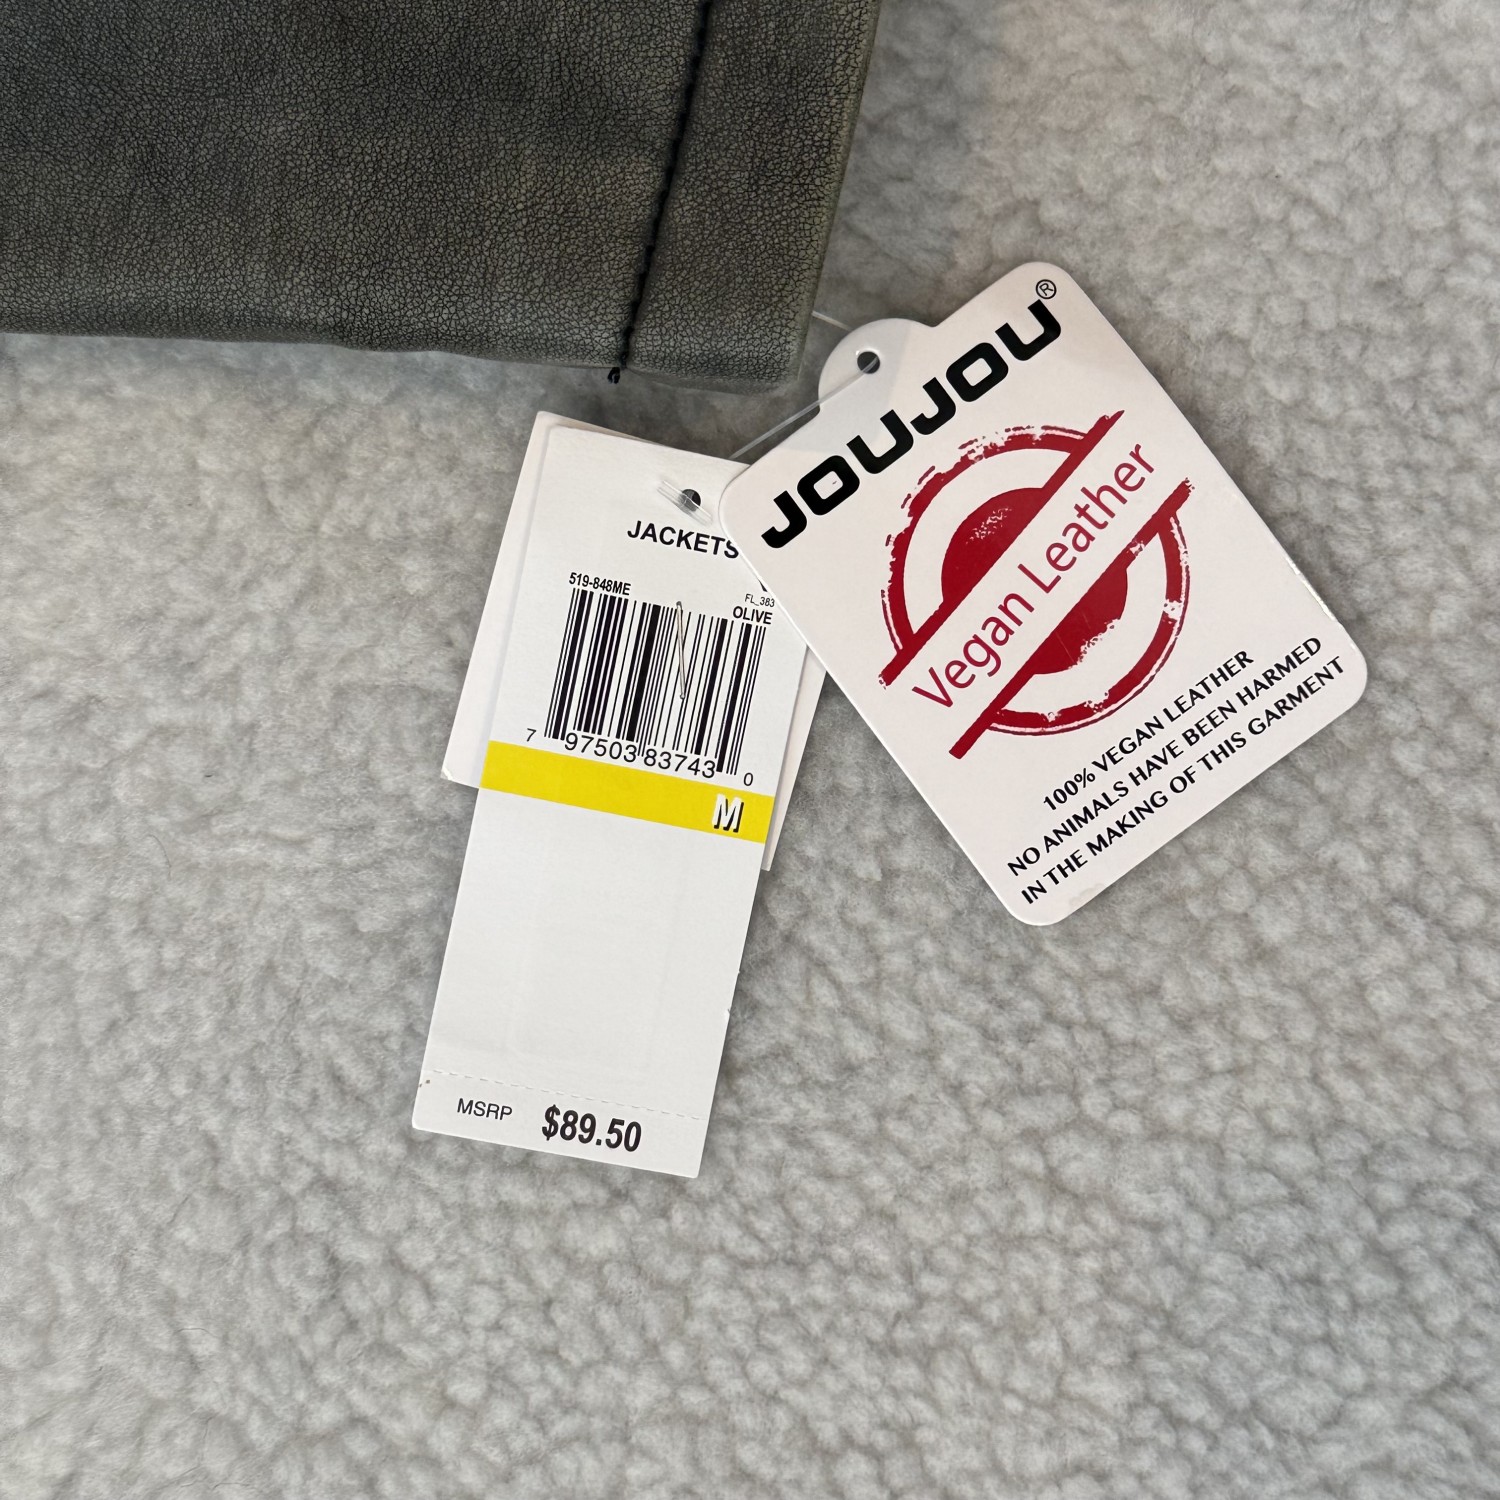 JACKETS
519-848ME
FL_383
OLIVE
7 97503 83743 0
M
MSRP $89.50
JOUJOU®
Vegan Leather
100% VEGAN LEATHER
NO ANIMALS HAVE BEEN HARMED
IN THE MAKING OF THIS GARMENT